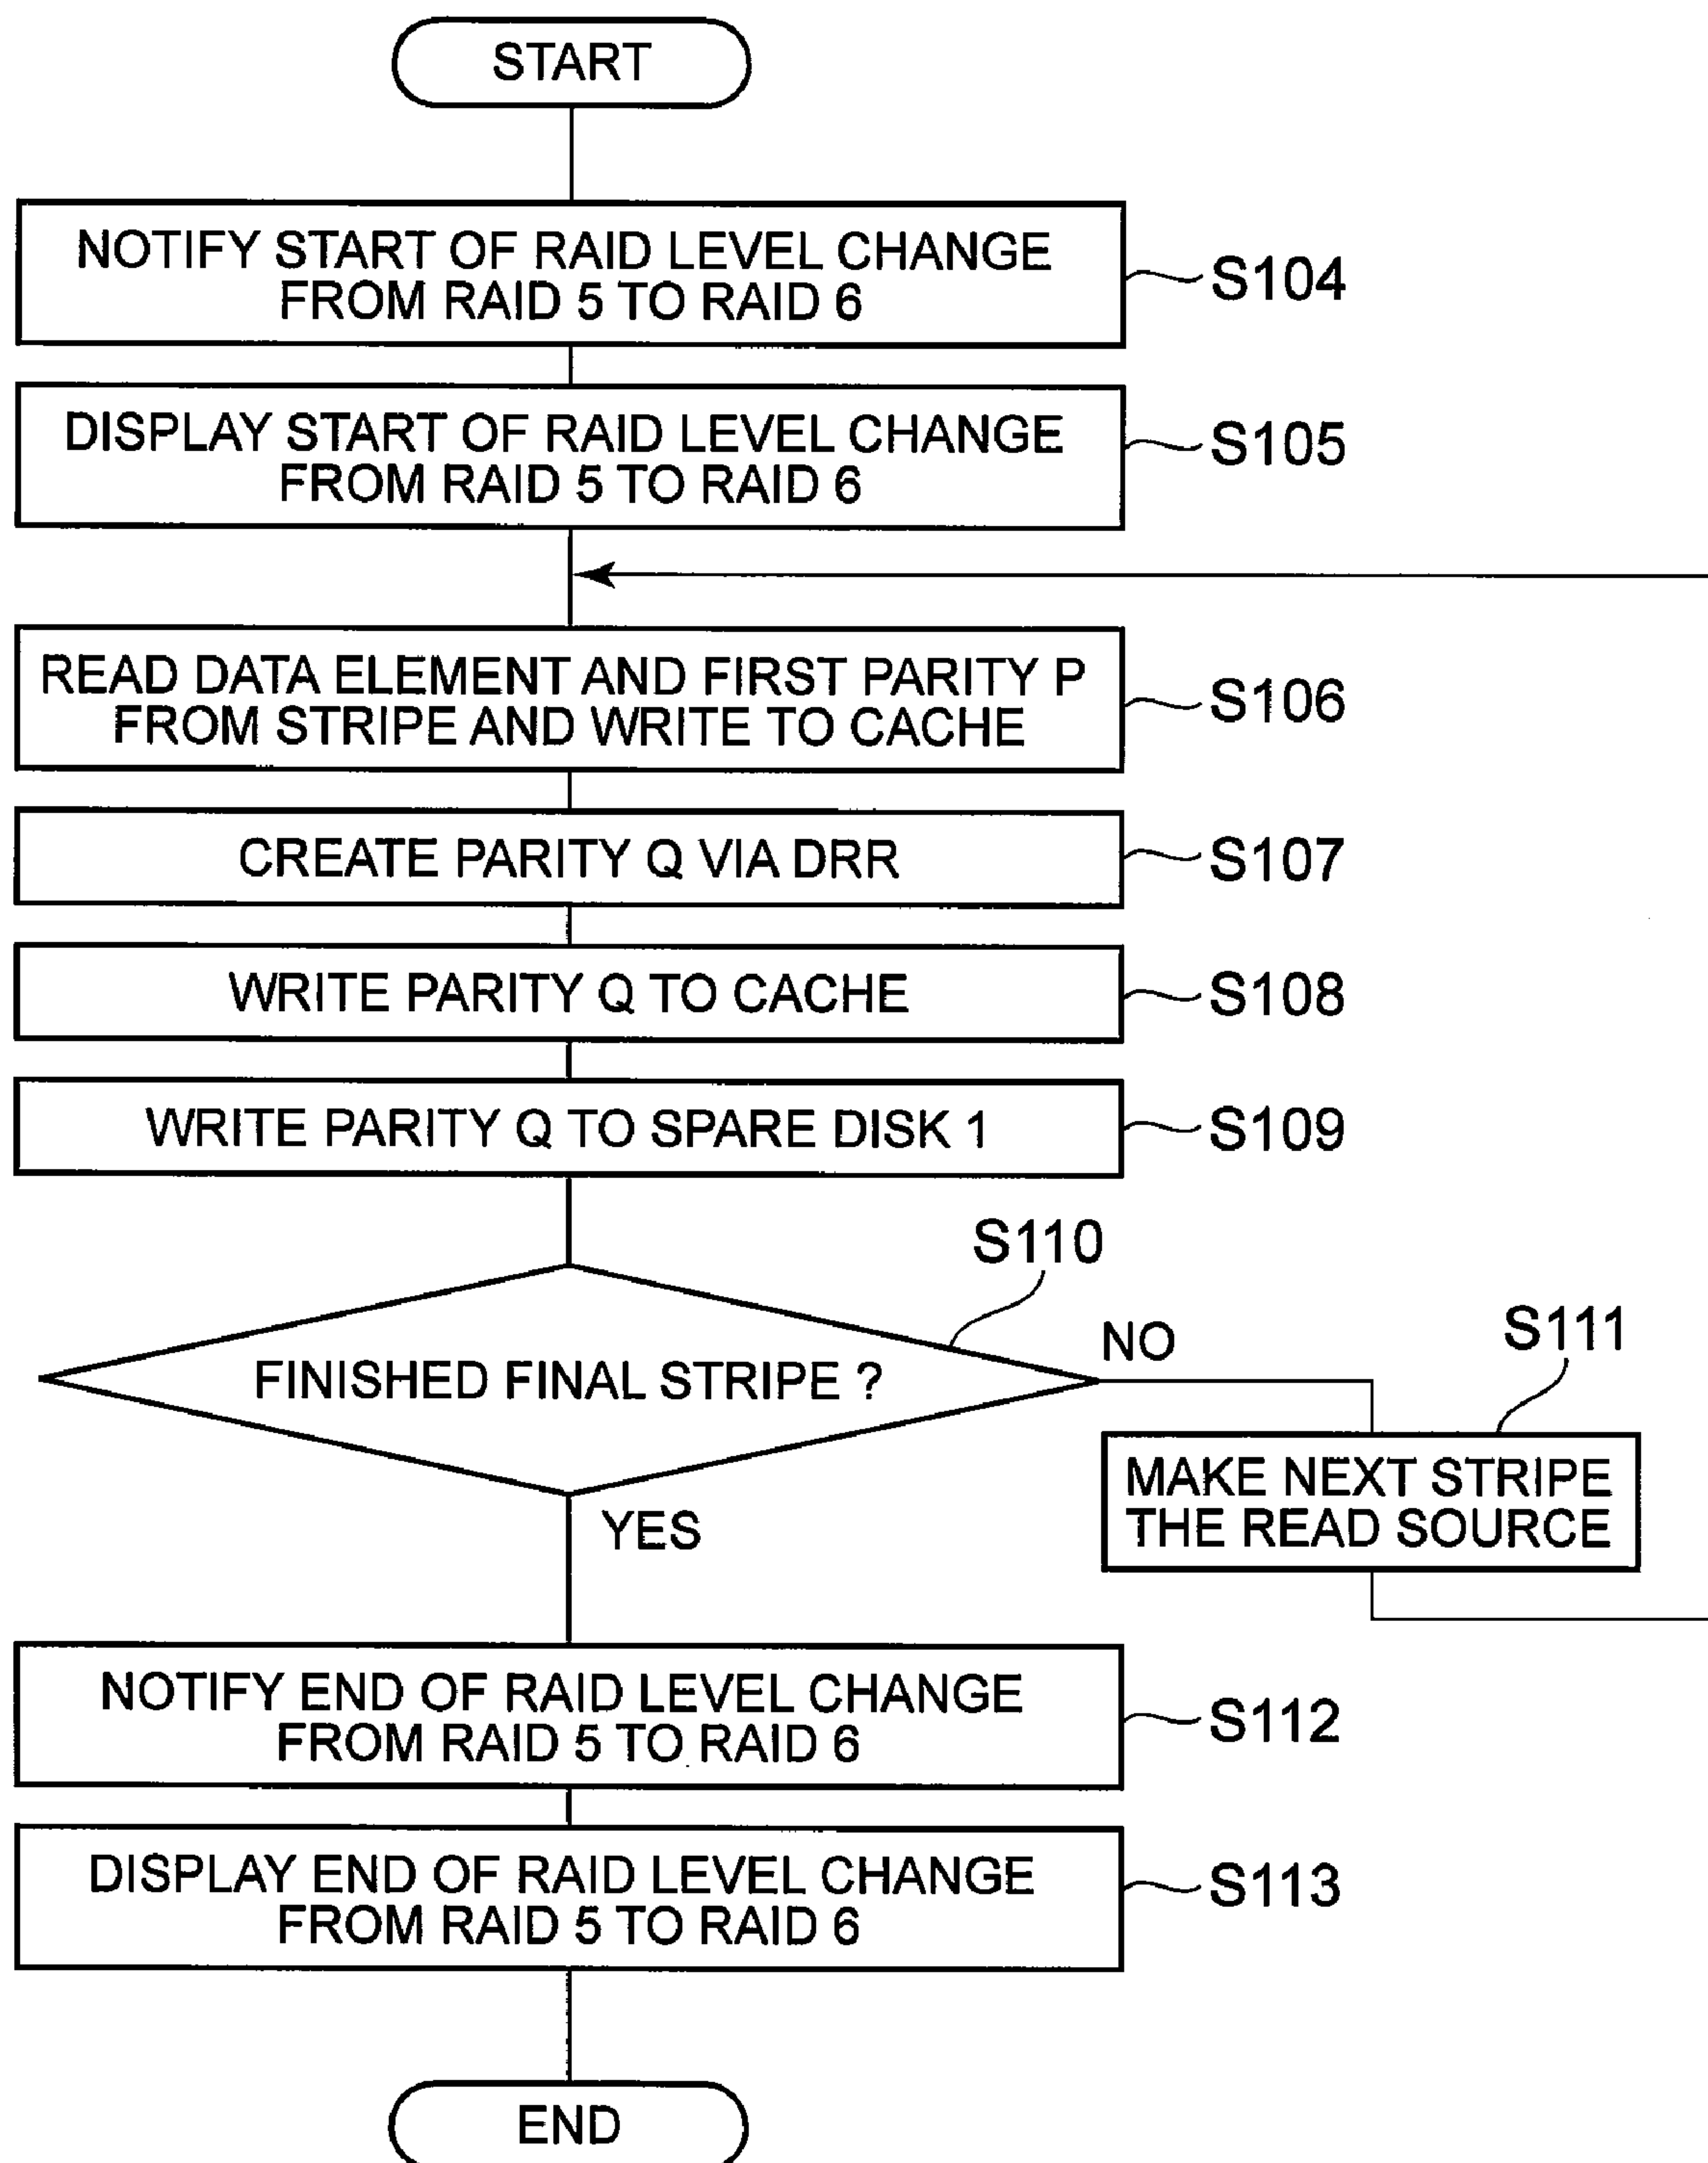 START
NOTIFY START OF RAID LEVEL CHANGE
FROM RAID 5 TO RAID 6
S104
DISPLAY START OF RAID LEVEL CHANGE
FROM RAID 5 TO RAID 6
S105
READ DATA ELEMENT AND FIRST PARITY P
FROM STRIPE AND WRITE TO CACHE
S106
CREATE PARITY Q VIA DRR
S107
WRITE PARITY Q TO CACHE
S108
WRITE PARITY Q TO SPARE DISK 1
S109
S110
FINISHED FINAL STRIPE ?
NO
S111
MAKE NEXT STRIPE
THE READ SOURCE
YES
NOTIFY END OF RAID LEVEL CHANGE
FROM RAID 5 TO RAID 6
S112
DISPLAY END OF RAID LEVEL CHANGE
FROM RAID 5 TO RAID 6
S113
END